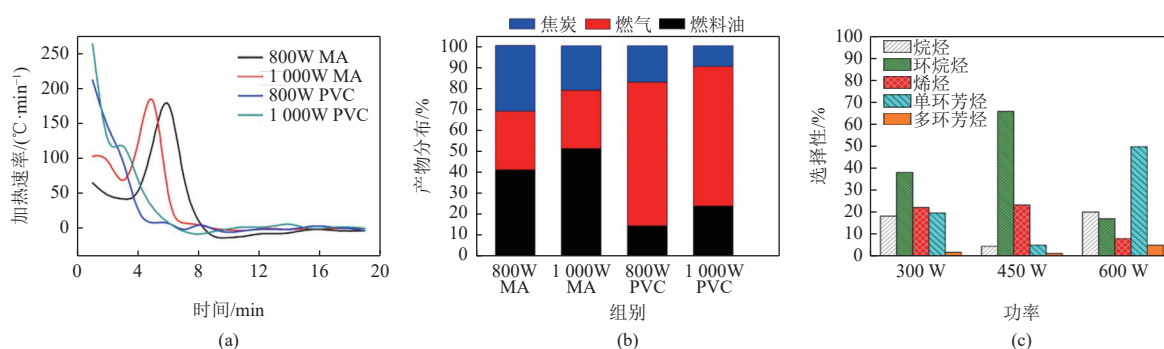 加热速率/(℃·min⁻¹)
250
200
150
100
50
0
800W MA
1 000W MA
800W PVC
1 000W PVC
0
4
8
12
16
20
时间/min
(a)
焦炭 燃气 燃料油
产物分布/%
100
90
80
70
60
50
40
30
20
10
0
800W
MA
1 000W
MA
800W
PVC
1 000W
PVC
组别
(b)
选择性/%
100
90
80
70
60
50
40
30
20
10
0
烷烃
环烷烃
烯烃
单环芳烃
多环芳烃
300 W
450 W
600 W
功率
(c)